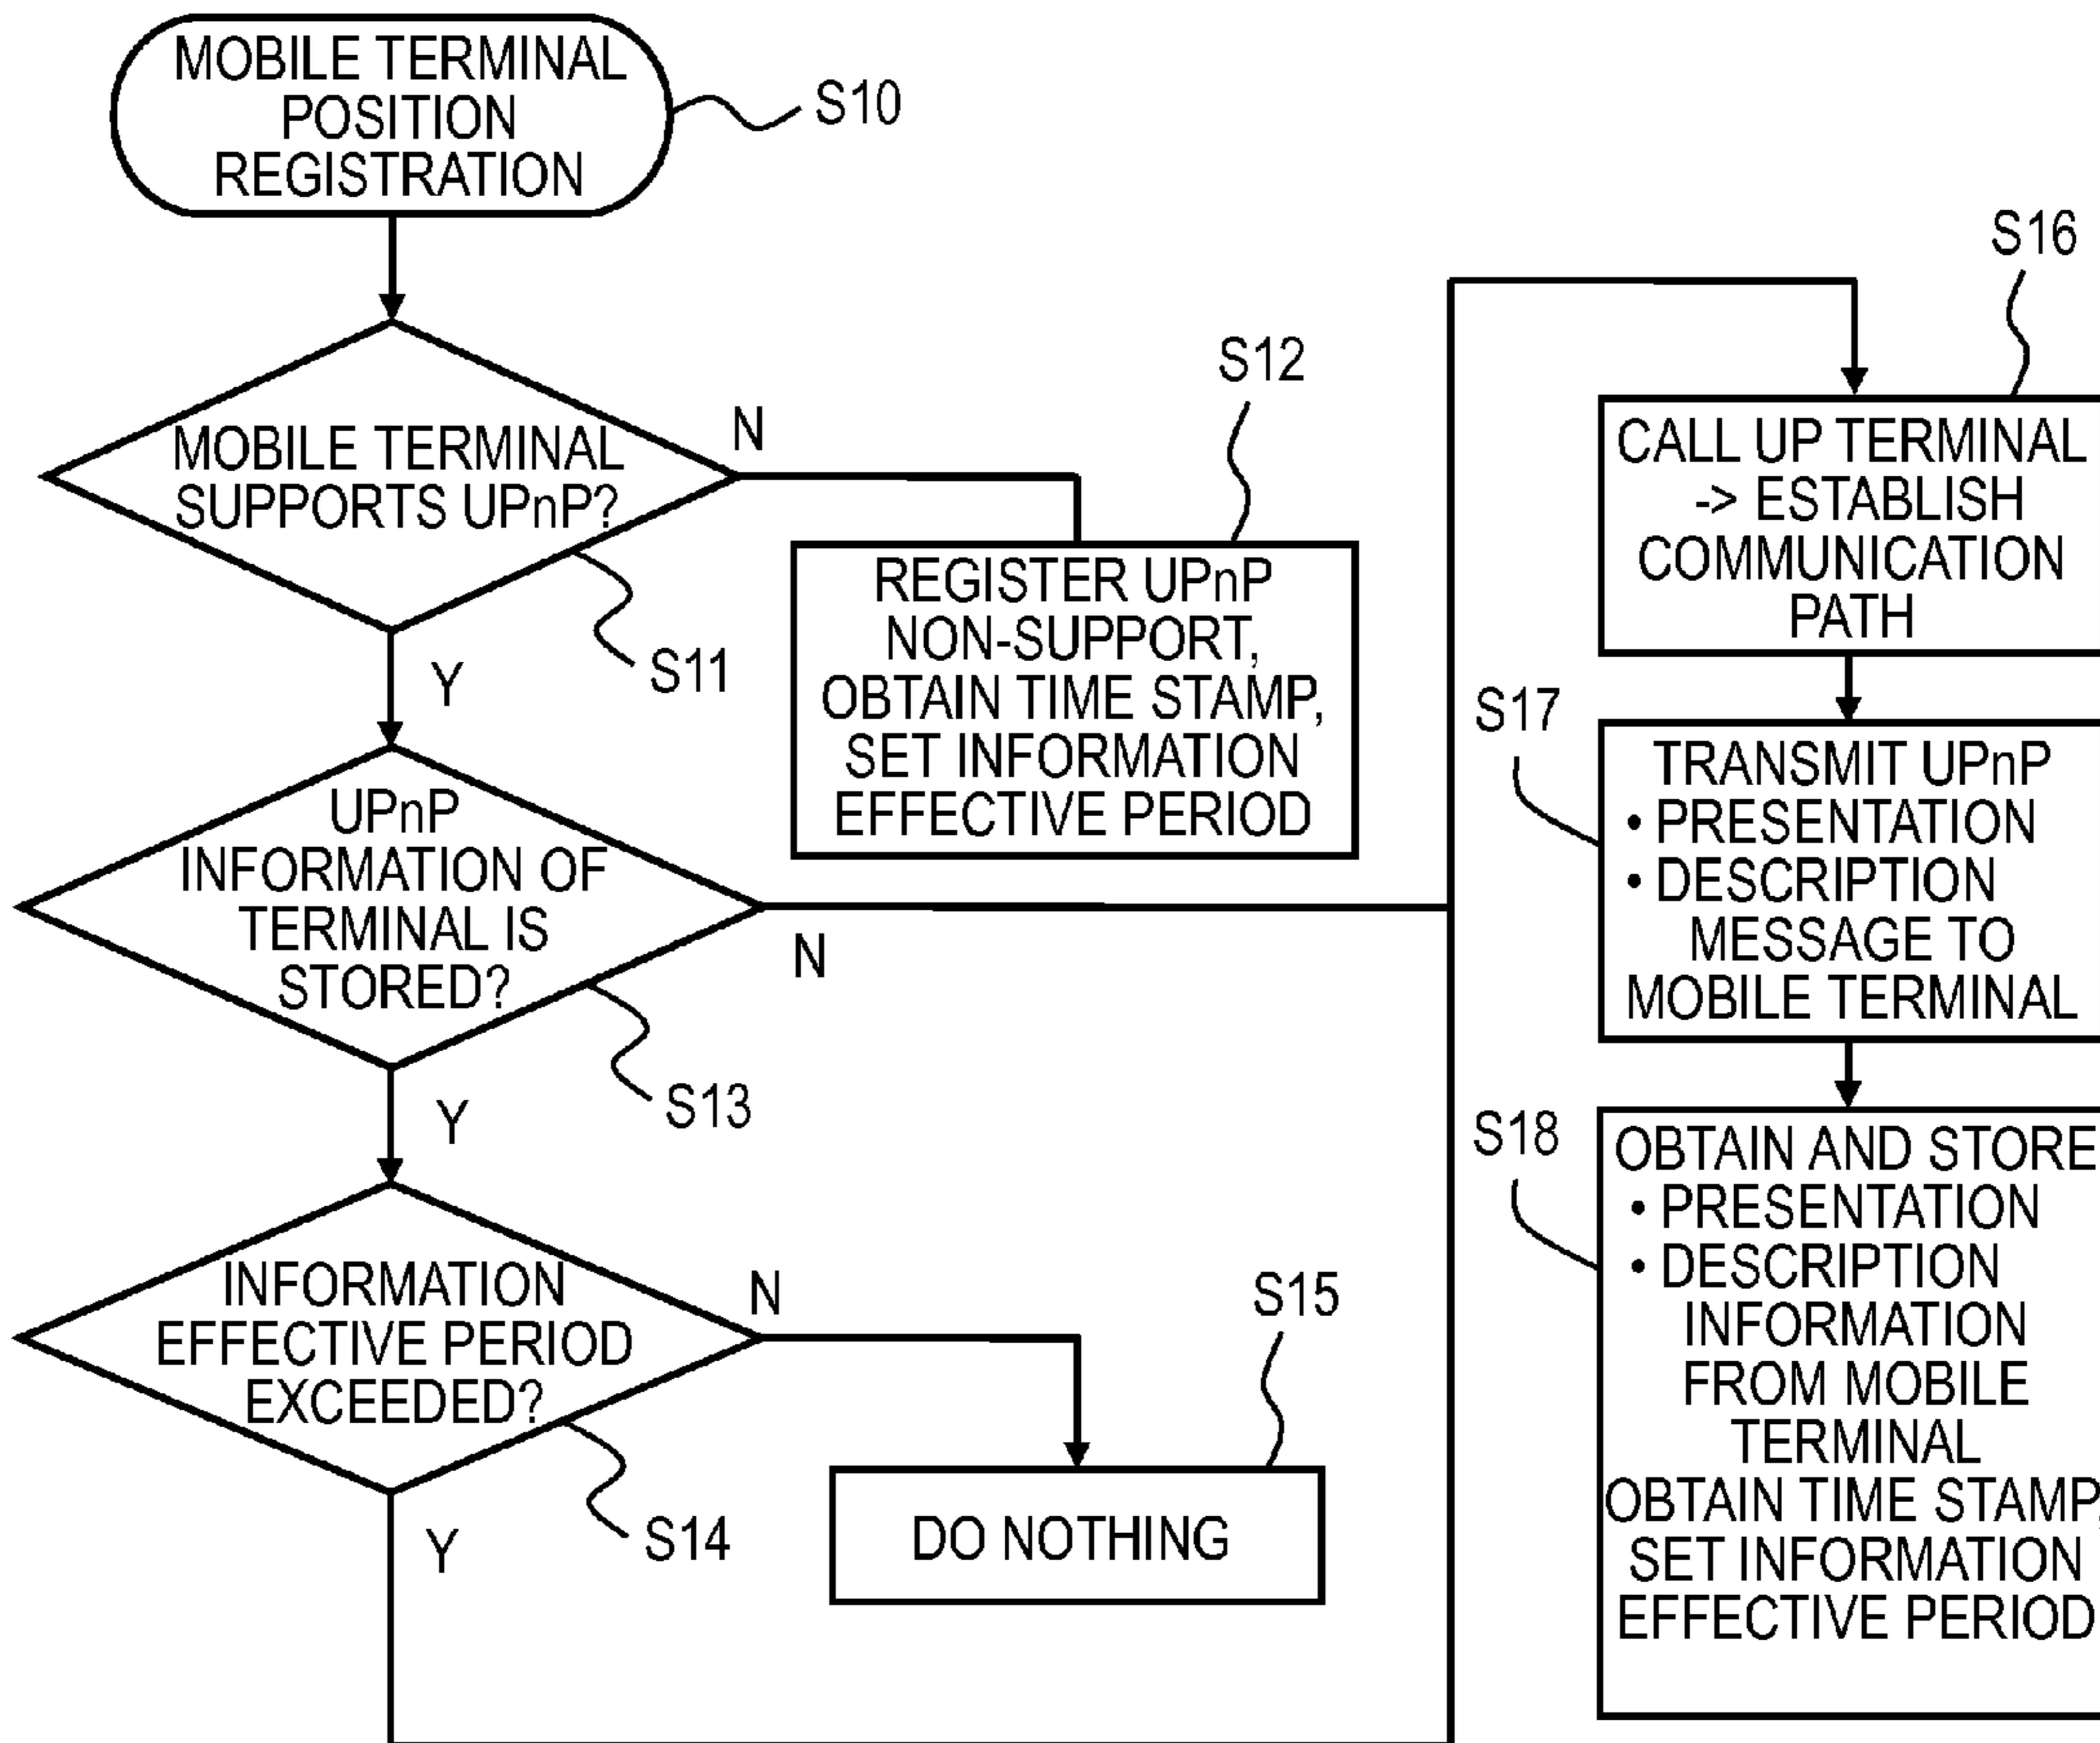 MOBILE TERMINAL
POSITION
REGISTRATION
S10
MOBILE TERMINAL
SUPPORTS UPnP?
N
S11
Y
S12
REGISTER UPnP
NON-SUPPORT,
OBTAIN TIME STAMP,
SET INFORMATION
EFFECTIVE PERIOD
UPnP
INFORMATION OF
TERMINAL IS
STORED?
N
S13
Y
INFORMATION
EFFECTIVE PERIOD
EXCEEDED?
N
S14
Y
S15
DO NOTHING
S16
CALL UP TERMINAL
-> ESTABLISH
COMMUNICATION
PATH
S17
TRANSMIT UPnP
• PRESENTATION
• DESCRIPTION
MESSAGE TO
MOBILE TERMINAL
S18
OBTAIN AND STORE
• PRESENTATION
• DESCRIPTION
INFORMATION
FROM MOBILE
TERMINAL
OBTAIN TIME STAMP,
SET INFORMATION
EFFECTIVE PERIOD